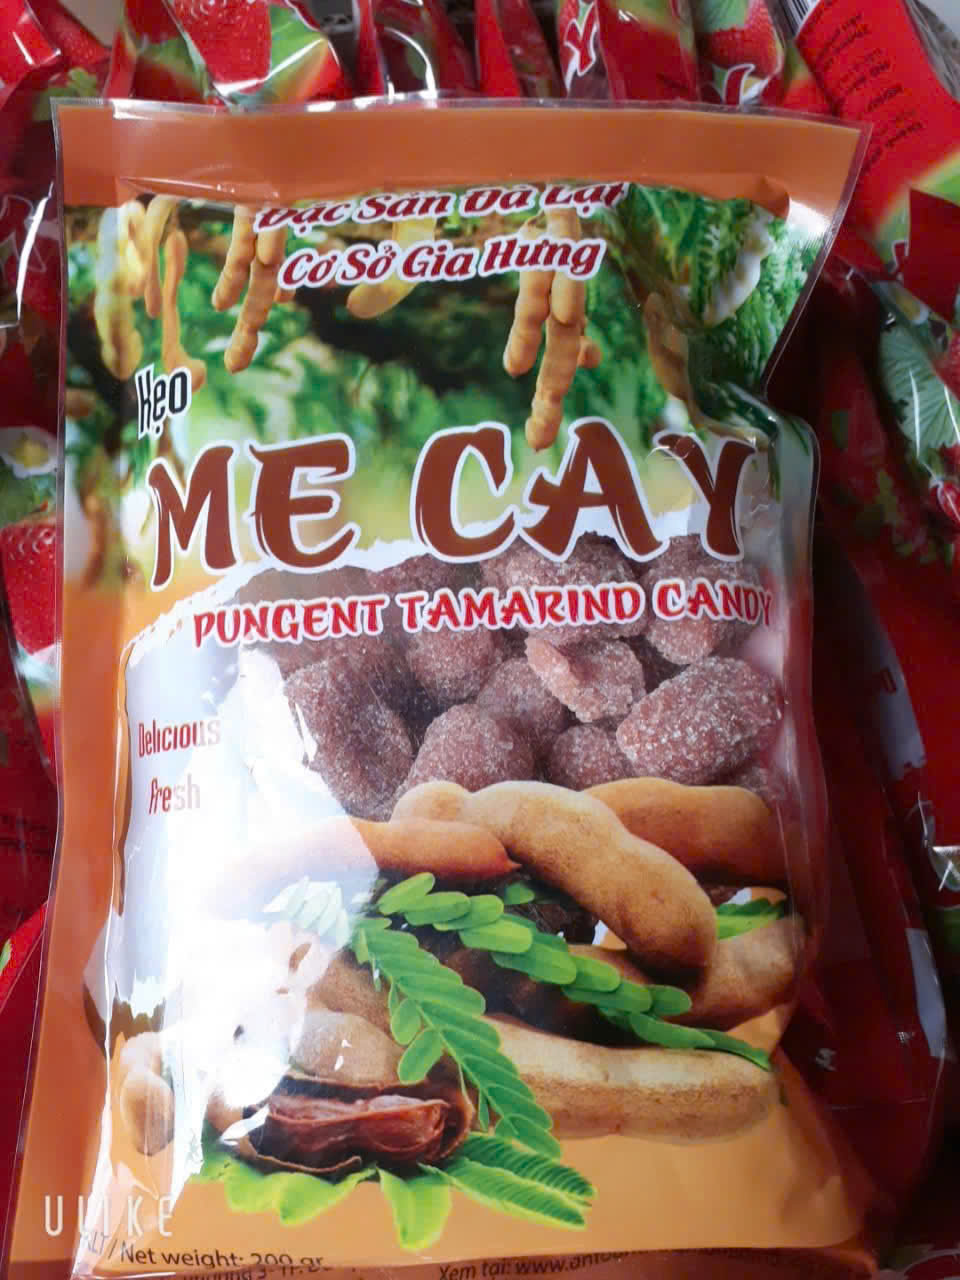 Đặc Sản Đà Lạt
Cơ Sở Gia Hưng
Kẹo
ME CAY
PUNGENT TAMARIND CANDY
Delicious
fresh
ULIKE
/ Net weight: 200 gr
Xem tại: www.